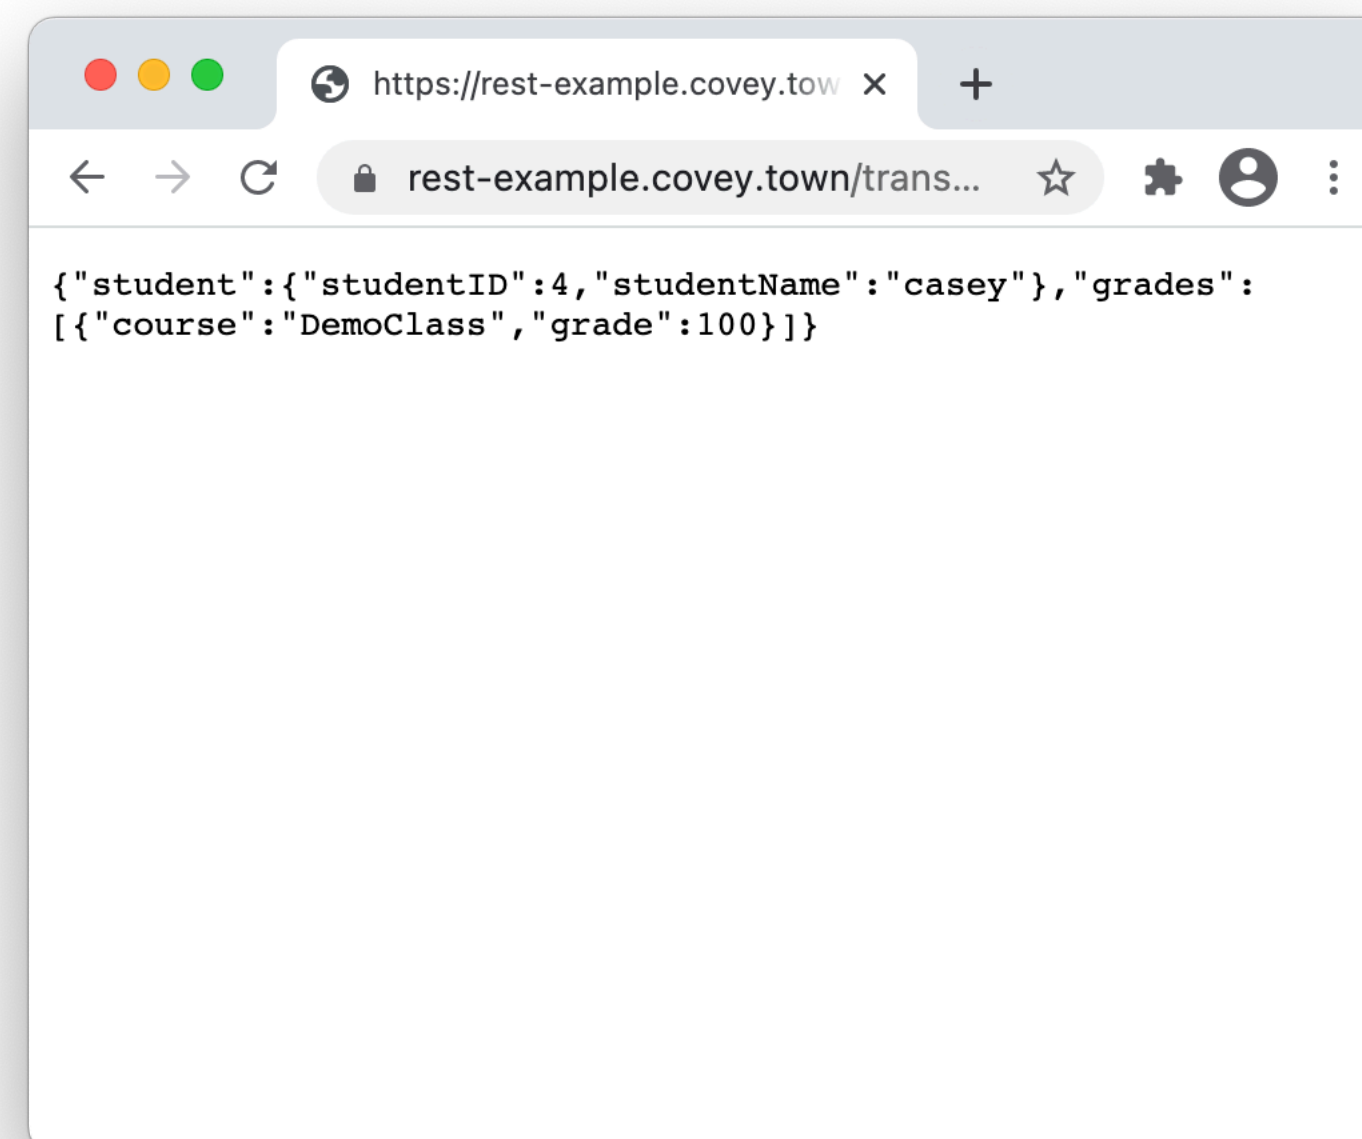 https://rest-example.covey.tow
rest-example.covey.town/trans...
{"student":{"studentID":4,"studentName":"casey"},"grades":
[{"course":"DemoClass","grade":100}]}